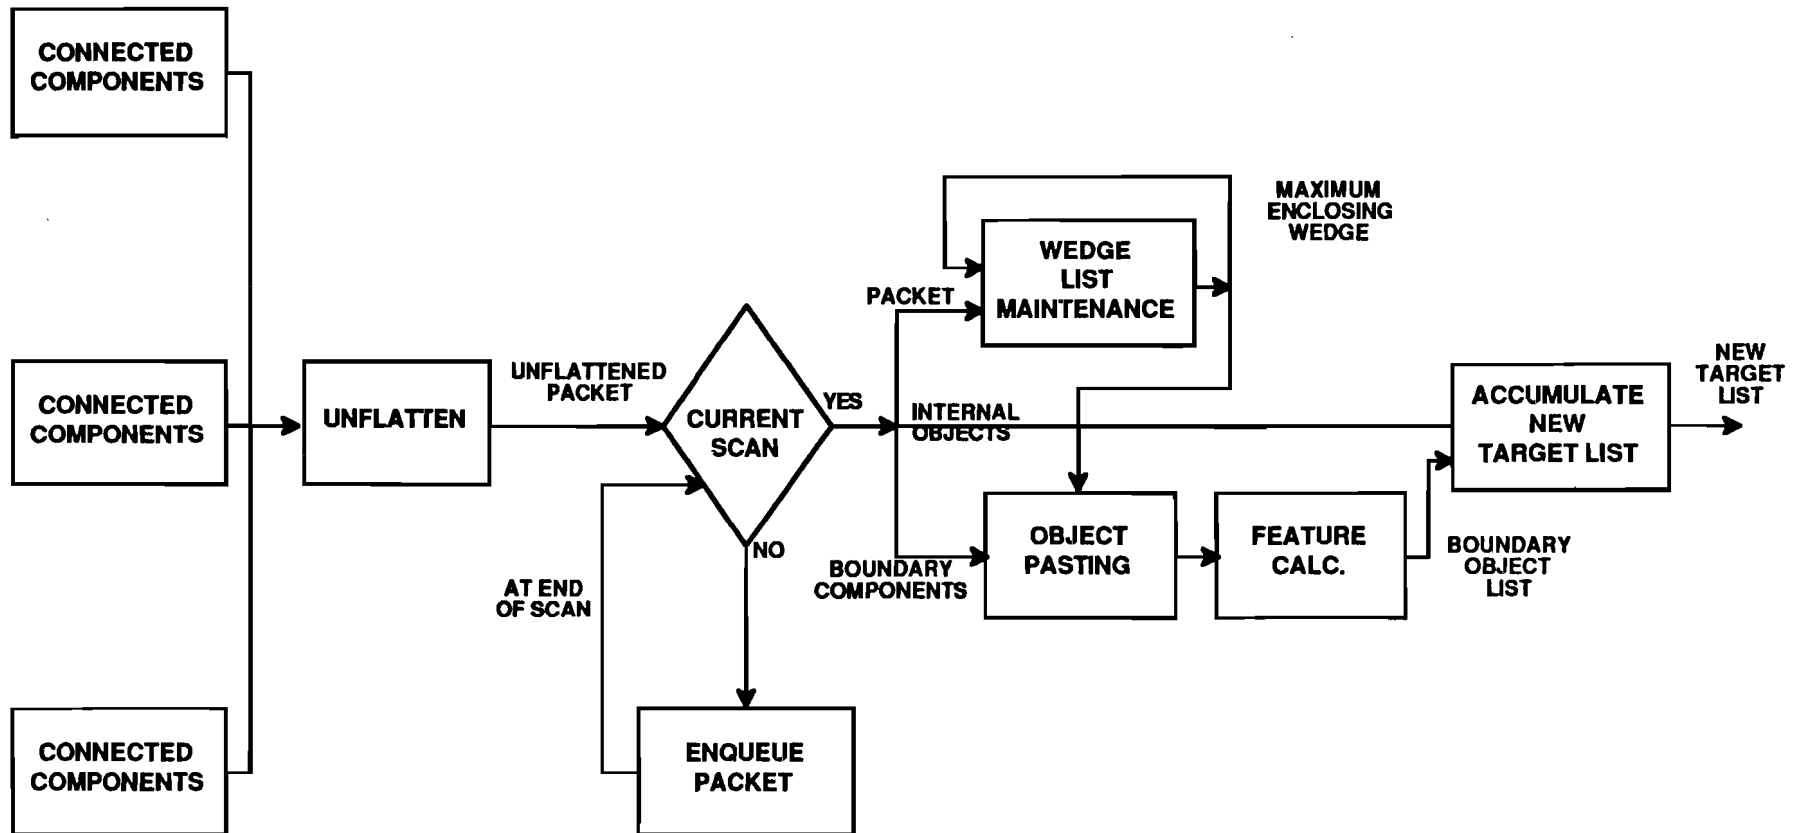 CONNECTED
COMPONENTS
CONNECTED
COMPONENTS
CONNECTED
COMPONENTS
UNFLATTEN
UNFLATTENED
PACKET
CURRENT
SCAN
YES
NO
AT END
OF SCAN
ENQUEUE
PACKET
PACKET
WEDGE
LIST
MAINTENANCE
MAXIMUM
ENCLOSING
WEDGE
INTERNAL
OBJECTS
BOUNDARY
COMPONENTS
OBJECT
PASTING
FEATURE
CALC.
BOUNDARY
OBJECT
LIST
ACCUMULATE
NEW
TARGET LIST
NEW
TARGET
LIST